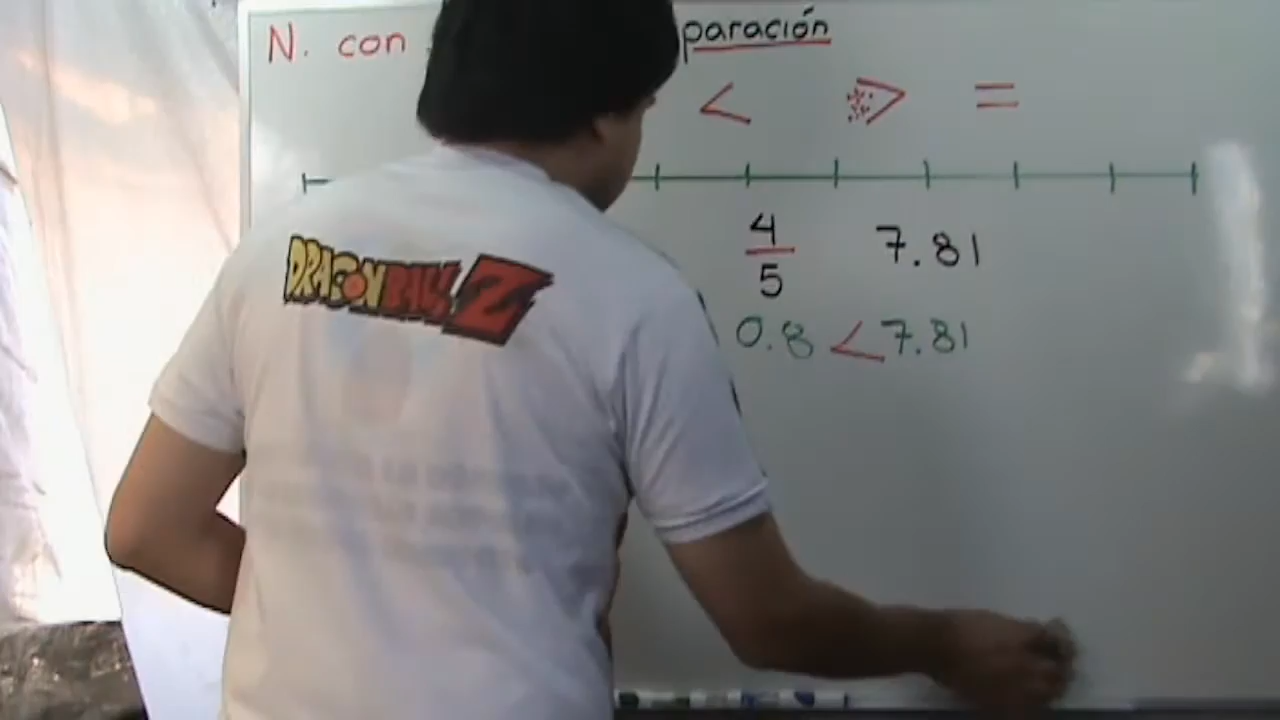 N. con paración
< > =
4/5 7.81
0.8 < 7.81
DRAGON BALL Z